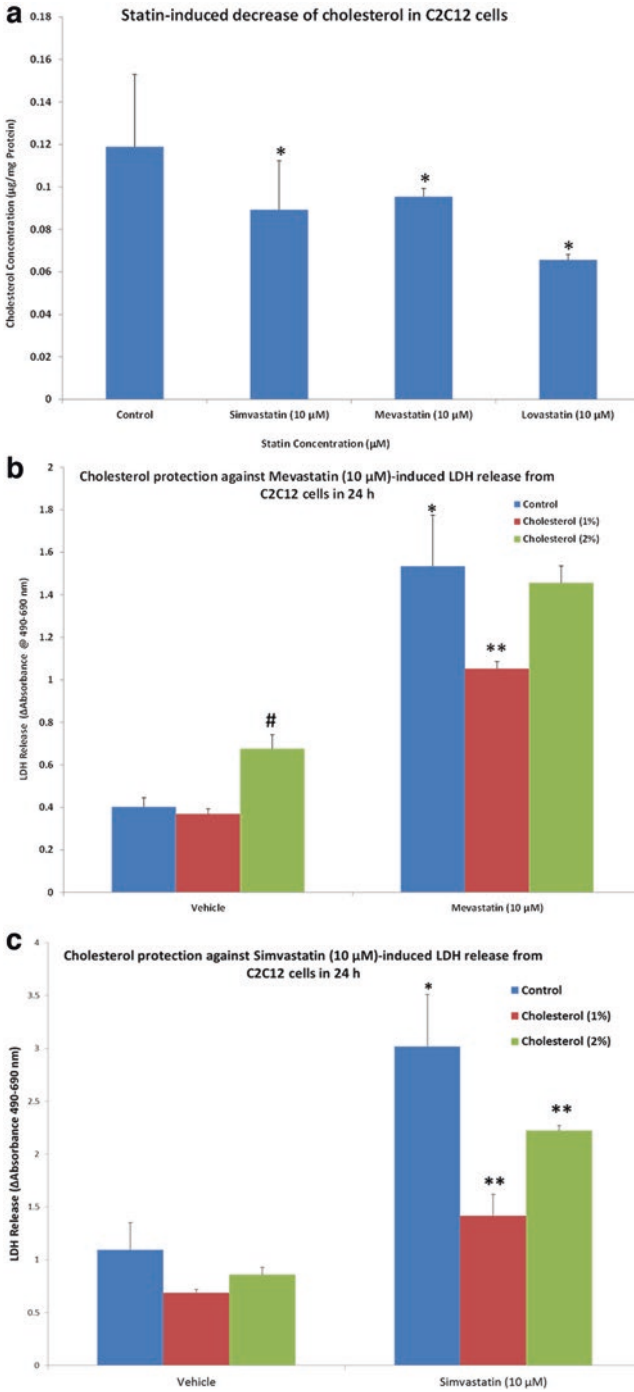 a
Statin-induced decrease of cholesterol in C2C12 cells
Cholesterol Concentration (µg/mg Protein)
0.18
0.16
0.14
0.12
0.1
0.08
0.06
0.04
0.02
0
*
*
*
Control
Simvastatin (10 µM)
Mevastatin (10 µM)
Lovastatin (10 µM)
Statin Concentration (µM)
b
Cholesterol protection against Mevastatin (10 µM)-induced LDH release from
C2C12 cells in 24 h
LDH Release (ΔAbsorbance @ 490-690 nm)
2
1.8
1.6
1.4
1.2
1
0.8
0.6
0.4
0.2
0
Control
Cholesterol (1%)
Cholesterol (2%)
#
*
**
Vehicle
Mevastatin (10 µM)
c
Cholesterol protection against Simvastatin (10 µM)-induced LDH release from
C2C12 cells in 24 h
LDH Release (ΔAbsorbance 490-690 nm)
4
3.5
3
2.5
2
1.5
1
0.5
0
Control
Cholesterol (1%)
Cholesterol (2%)
*
**
**
Vehicle
Simvastatin (10 µM)